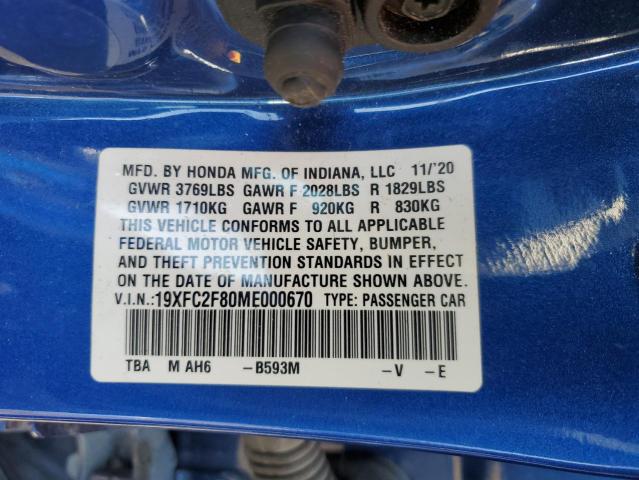 MFD. BY HONDA MFG. OF INDIANA, LLC 11/'20
GVWR 3769LBS GAWR F 2028LBS R 1829LBS
GVWR 1710KG GAWR F 920KG R 830KG
THIS VEHICLE CONFORMS TO ALL APPLICABLE
FEDERAL MOTOR VEHICLE SAFETY, BUMPER,
AND THEFT PREVENTION STANDARDS IN EFFECT
ON THE DATE OF MANUFACTURE SHOWN ABOVE.
V.I.N.:19XFC2F80ME000670 TYPE: PASSENGER CAR
TBA M AH6 -B593M -V -E